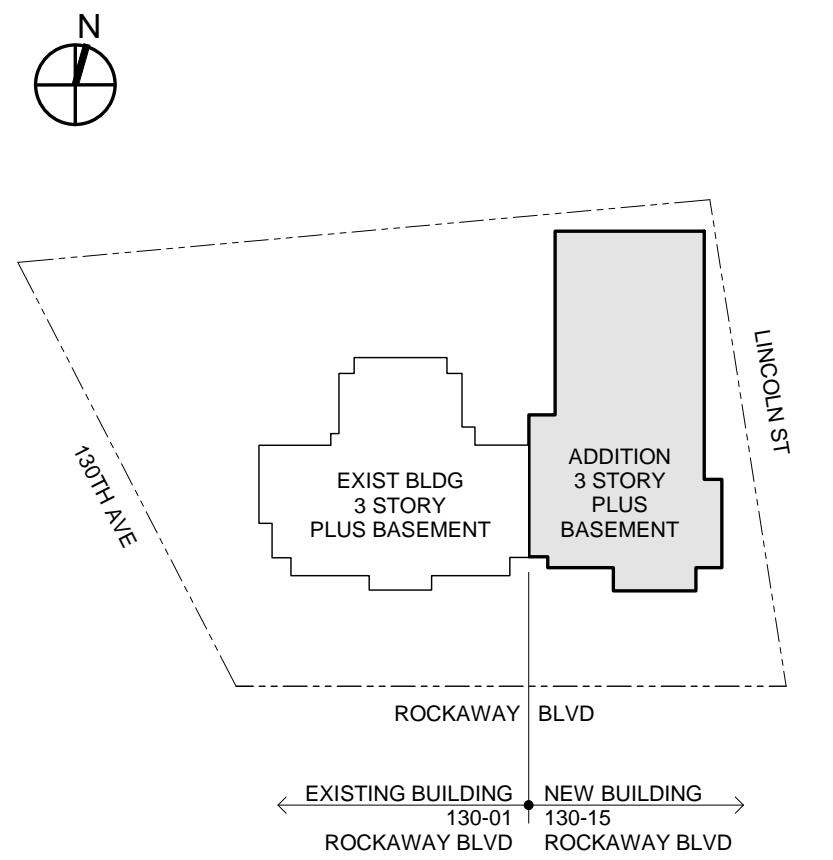 N
LINCOLN ST
130TH AVE
EXIST BLDG
3 STORY
PLUS BASEMENT
ADDITION
3 STORY
PLUS
BASEMENT
ROCKAWAY BLVD
EXISTING BUILDING
130-01
ROCKAWAY BLVD
NEW BUILDING
130-15
ROCKAWAY BLVD